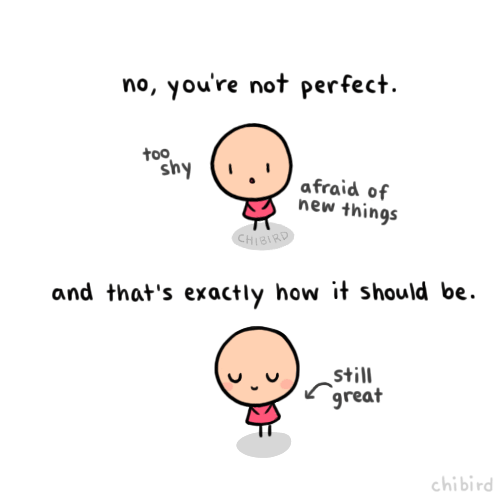 no, you're not perfect.
too
shy
afraid of
new things
CHIBIRD
and that's exactly how it should be.
still
great
chibird